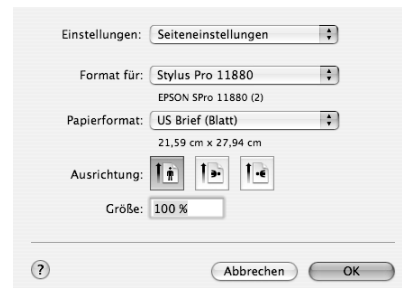 Einstellungen: Seiteneinstellungen
Format für: Stylus Pro 11880
EPSON SPro 11880 (2)
Papierformat: US Brief (Blatt)
21,59 cm x 27,94 cm
Ausrichtung:
Größe: 100 %
? Abbrechen OK